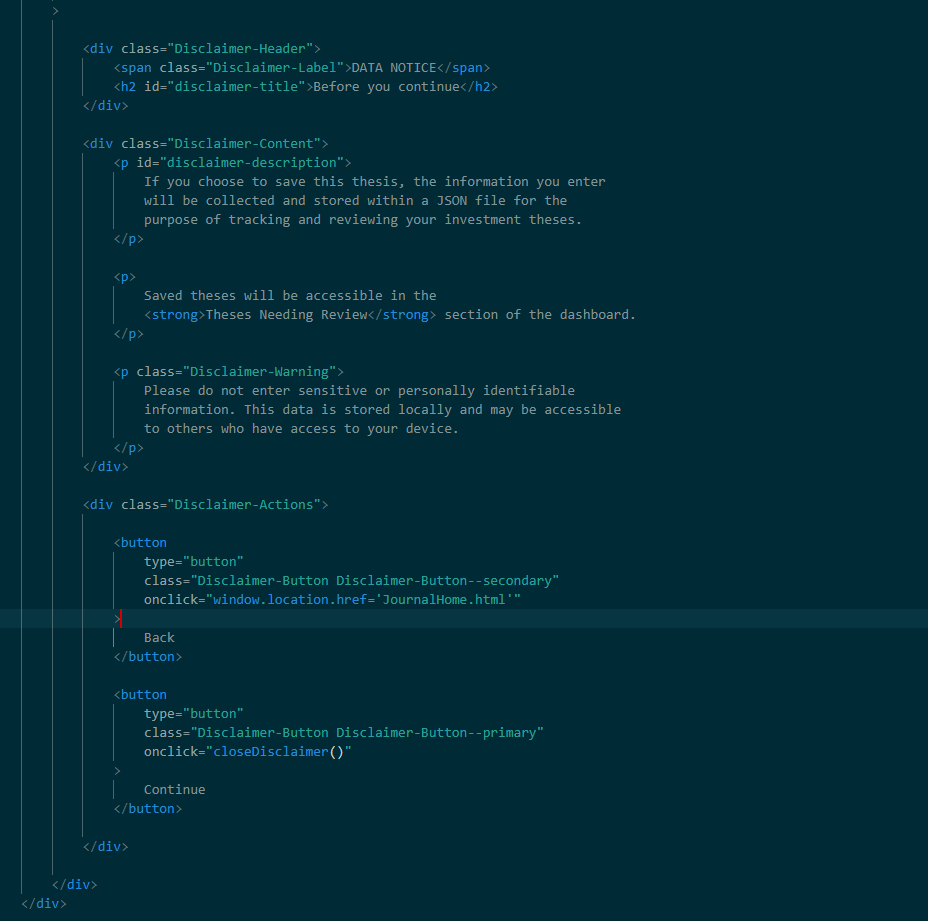 >
<div class="Disclaimer-Header">
<span class="Disclaimer-Label">DATA NOTICE</span>
<h2 id="disclaimer-title">Before you continue</h2>
</div>
<div class="Disclaimer-Content">
<p id="disclaimer-description">
If you choose to save this thesis, the information you enter
will be collected and stored within a JSON file for the
purpose of tracking and reviewing your investment theses.
</p>
<p>
Saved theses will be accessible in the
<strong>Theses Needing Review</strong> section of the dashboard.
</p>
<p class="Disclaimer-Warning">
Please do not enter sensitive or personally identifiable
information. This data is stored locally and may be accessible
to others who have access to your device.
</p>
</div>
<div class="Disclaimer-Actions">
<button
type="button"
class="Disclaimer-Button Disclaimer-Button--secondary"
onclick="window.location.href='JournalHome.html'"
>
Back
</button>
<button
type="button"
class="Disclaimer-Button Disclaimer-Button--primary"
onclick="closeDisclaimer()"
>
Continue
</button>
</div>
</div>
</div>